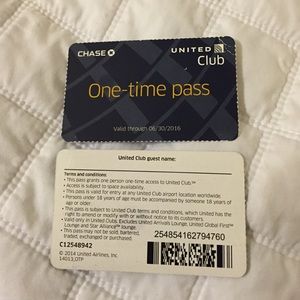 CHASE
UNITED
Club
One-time pass
Valid through 06/30/2016
United Club guest name:
Terms and conditions:
• This pass grants one person one-time access to United Club.™
• Access is subject to space availability.
• This pass is valid for entry at any United Club airport location worldwide.
• Persons under 18 years of age must be accompanied by someone 18 years of age or older.
• This pass is subject to United Club terms and conditions, which United has the right to amend or modify with or without notice to its customers.
• Valid only in United Clubs. Excludes United Arrivals Lounge, United Global First Lounge and Star Alliance™ lounge.
• This pass may not be sold, bartered, traded, exchanged or purchased.
C12548942
© 2014 United Airlines, Inc.
14013_OTP
254854162794760